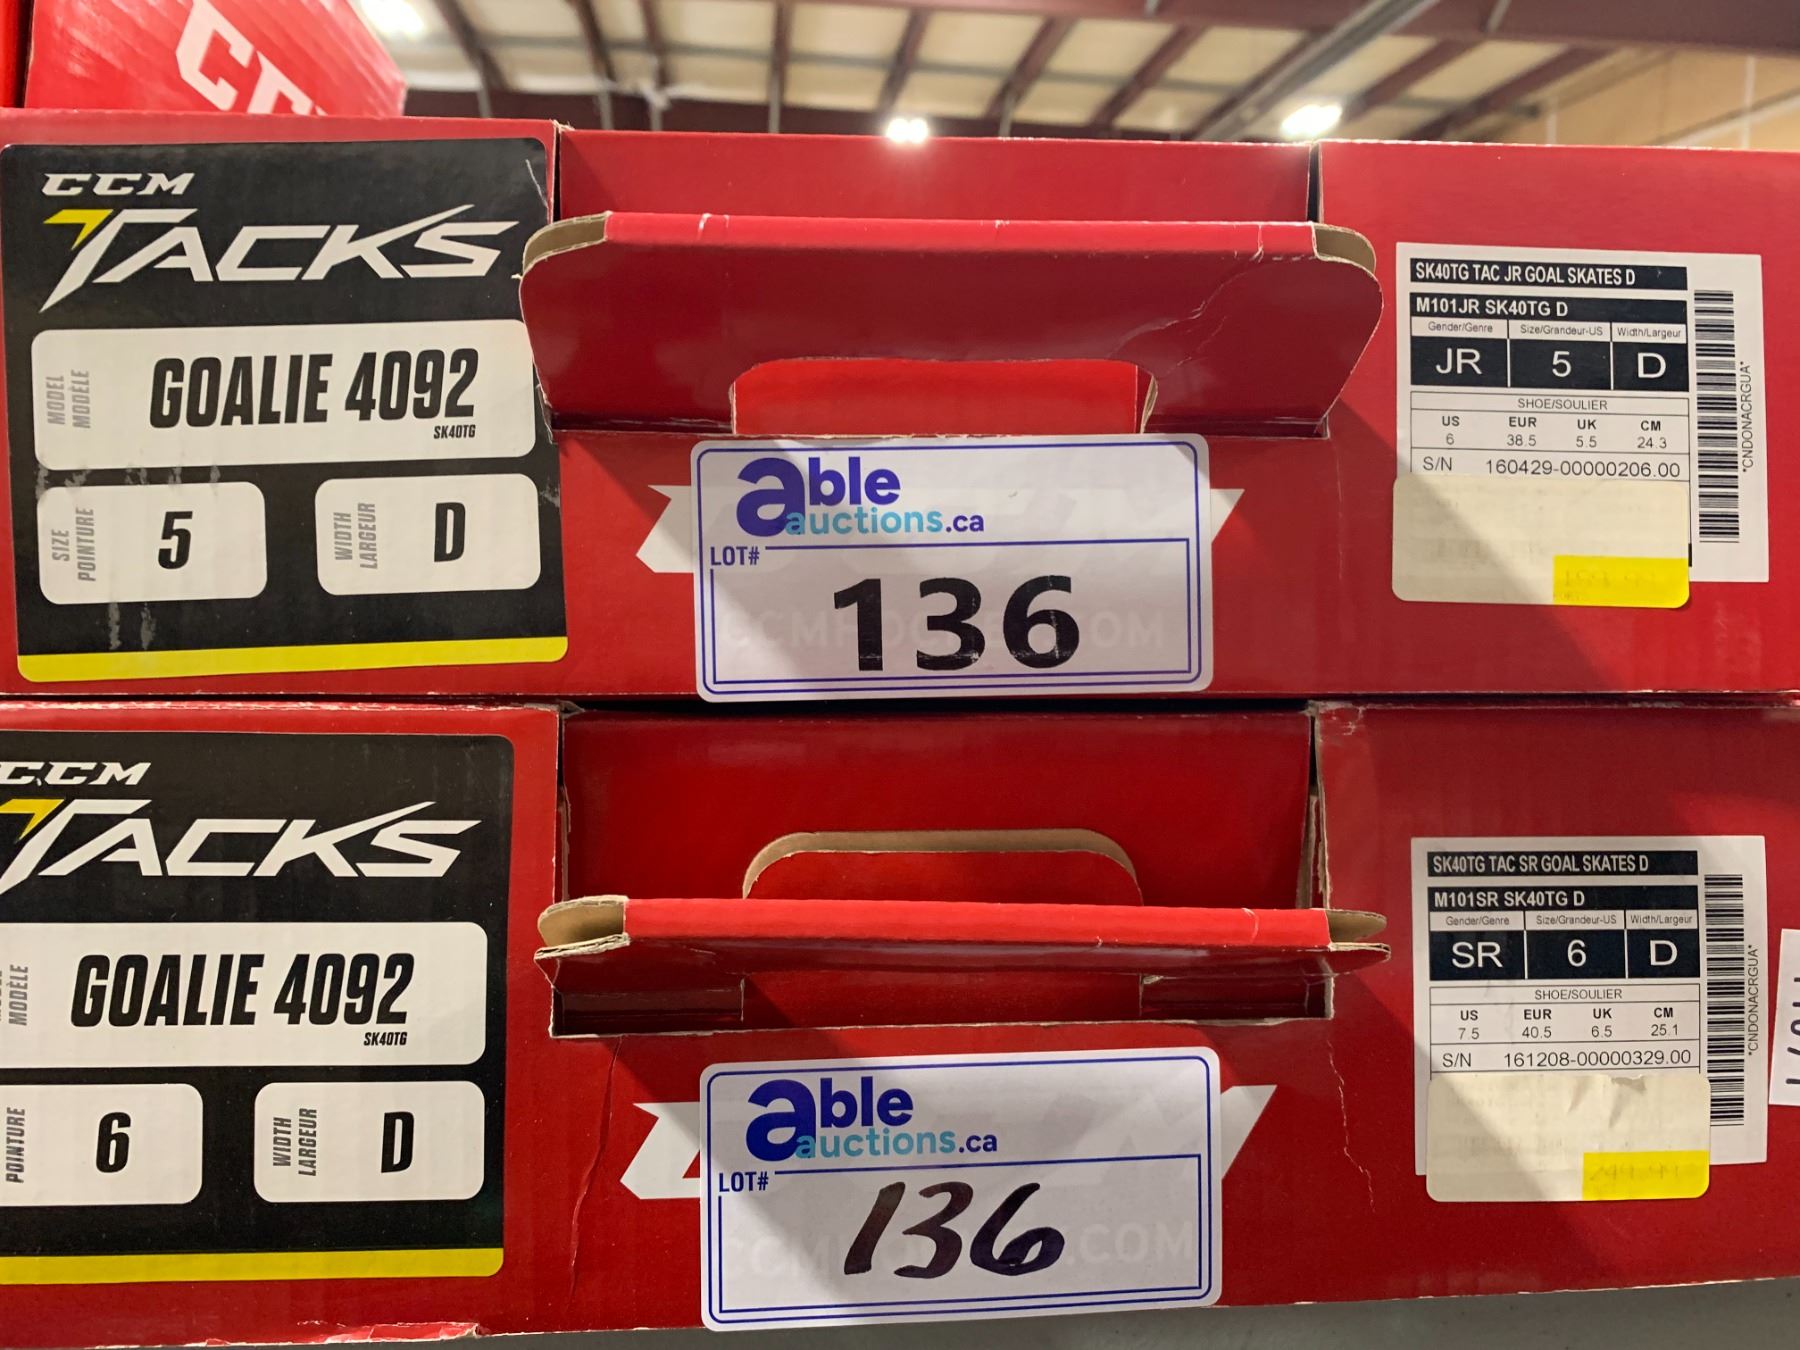 CCM
TACKS
MODEL
MODÈLE
GOALIE 4092
SK40TG
SIZE
POINTURE
5
WIDTH
LARGEUR
D
able
auctions.ca
LOT#
136
SK40TG TAC JR GOAL SKATES D
M101JR SK40TG D
Gender/Genre Size/Grandeur-US Width/Largeur
JR 5 D
SHOE/SOULIER
US EUR UK CM
6 38.5 5.5 24.3
S/N 160429-00000206.00
*CNDONACRGUA*
CCM
TACKS
MODÈLE
GOALIE 4092
SK40TG
POINTURE
6
WIDTH
LARGEUR
D
able
auctions.ca
LOT#
136
SK40TG TAC SR GOAL SKATES D
M101SR SK40TG D
Gender/Genre Size/Grandeur-US Width/Largeur
SR 6 D
SHOE/SOULIER
US EUR UK CM
7.5 40.5 6.5 25.1
S/N 161208-00000329.00
*CNDONACRGUA*